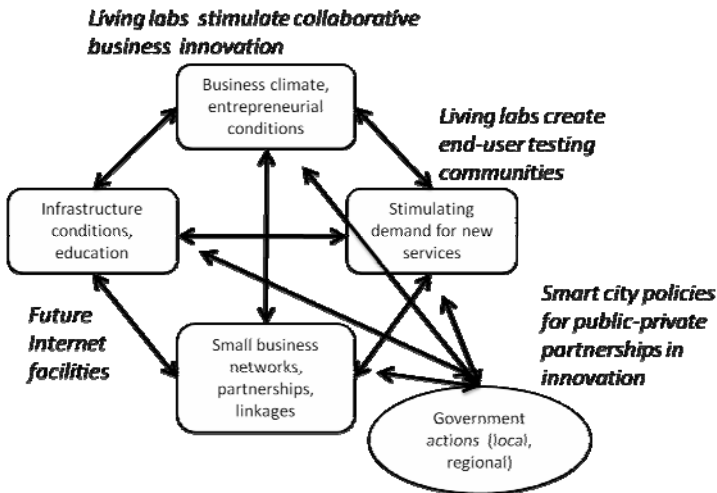 Living labs stimulate collaborative
business innovation
Business climate,
entrepreneurial
conditions
Living labs create
end-user testing
communities
Infrastructure
conditions,
education
Stimulating
demand for new
services
Future
Internet
facilities
Small business
networks,
partnerships,
linkages
Smart city policies
for public-private
partnerships in
innovation
Government
actions (local,
regional)